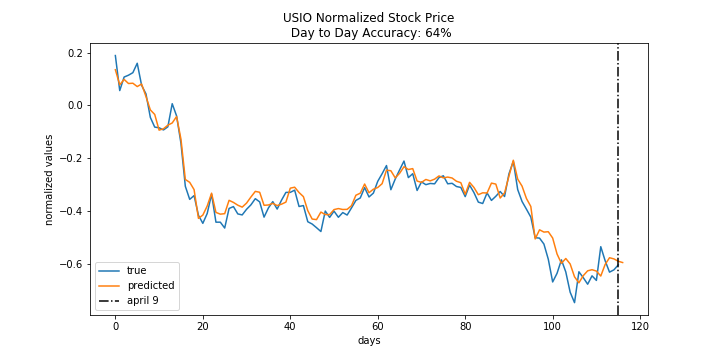 USIO Normalized Stock Price
Day to Day Accuracy: 64%
normalized values
0.2
0.0
−0.2
−0.4
−0.6
true
predicted
april 9
0 20 40 60 80 100 120
days